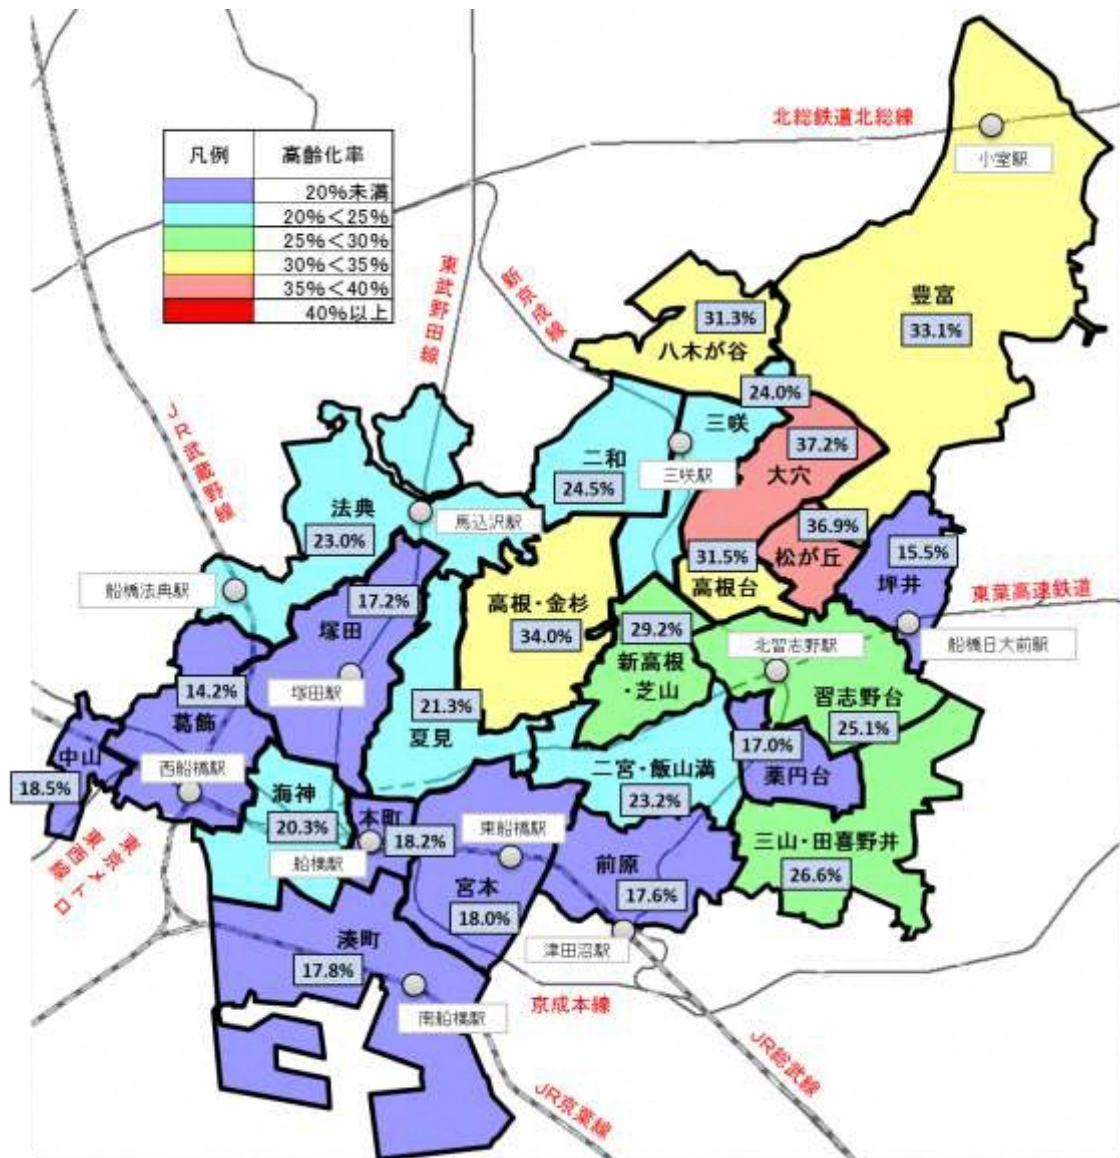 北総鉄道北総線
小室駅
凡例 高齢化率
20%未満
20%<25%
25%<30%
30%<35%
35%<40%
40%以上
東武野田線
新京成線
豊富
33.1%
31.3%
八木が谷
24.0%
三咲
三咲駅
37.2%
大穴
二和
24.5%
JR武蔵野線
法典
23.0%
馬込沢駅
36.9%
松が丘
15.5%
坪井
31.5%
高根台
東葉高速鉄道
船橋日大前駅
船橋法典駅
17.2%
塚田
塚田駅
高根・金杉
34.0%
29.2%
新高根
・芝山
北習志野駅
習志野台
25.1%
14.2%
葛飾
21.3%
夏見
中山
18.5%
西船橋駅
17.0%
薬円台
二宮・飯山満
23.2%
海神
20.3%
本町
18.2%
船橋駅
東船橋駅
東京メトロ
東西線
前原
17.6%
三山・田喜野井
26.6%
宮本
18.0%
津田沼駅
湊町
17.8%
南船橋駅
京成本線
JR総武線
JR京葉線